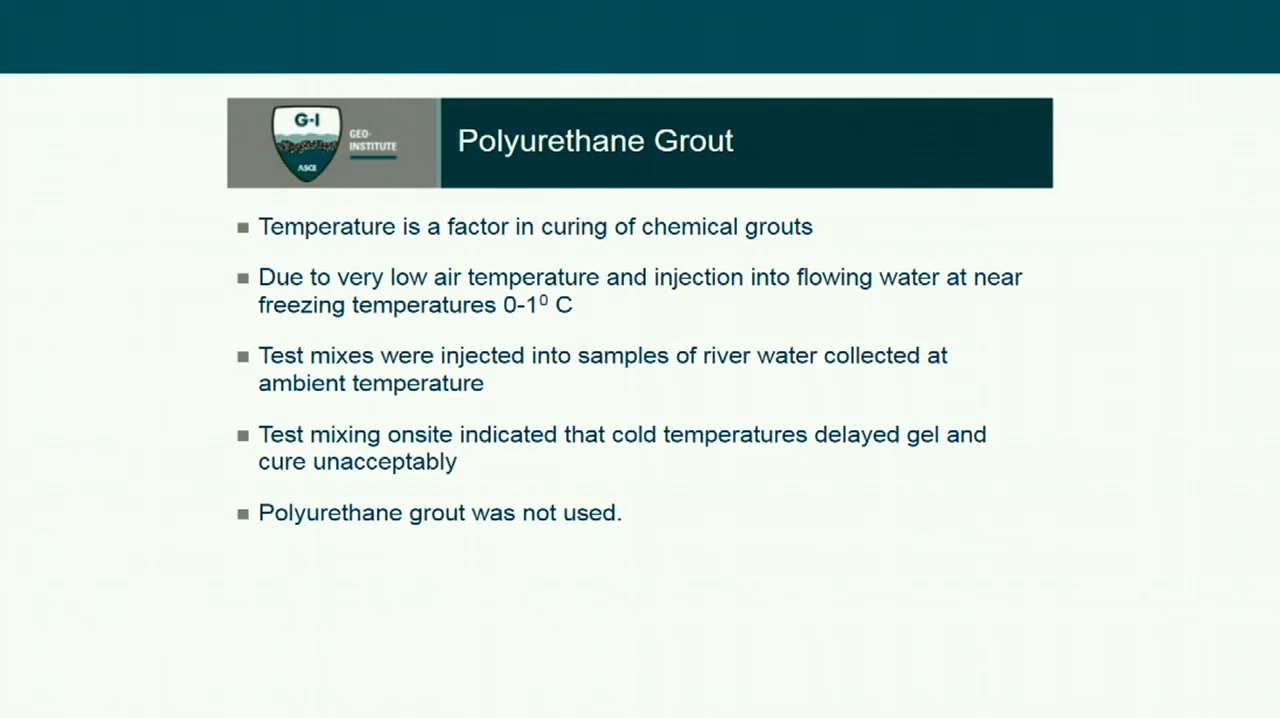 G-I
GEO-
INSTITUTE
ASCE
Polyurethane Grout
Temperature is a factor in curing of chemical grouts
Due to very low air temperature and injection into flowing water at near
freezing temperatures 0-1⁰ C
Test mixes were injected into samples of river water collected at
ambient temperature
Test mixing onsite indicated that cold temperatures delayed gel and
cure unacceptably
Polyurethane grout was not used.